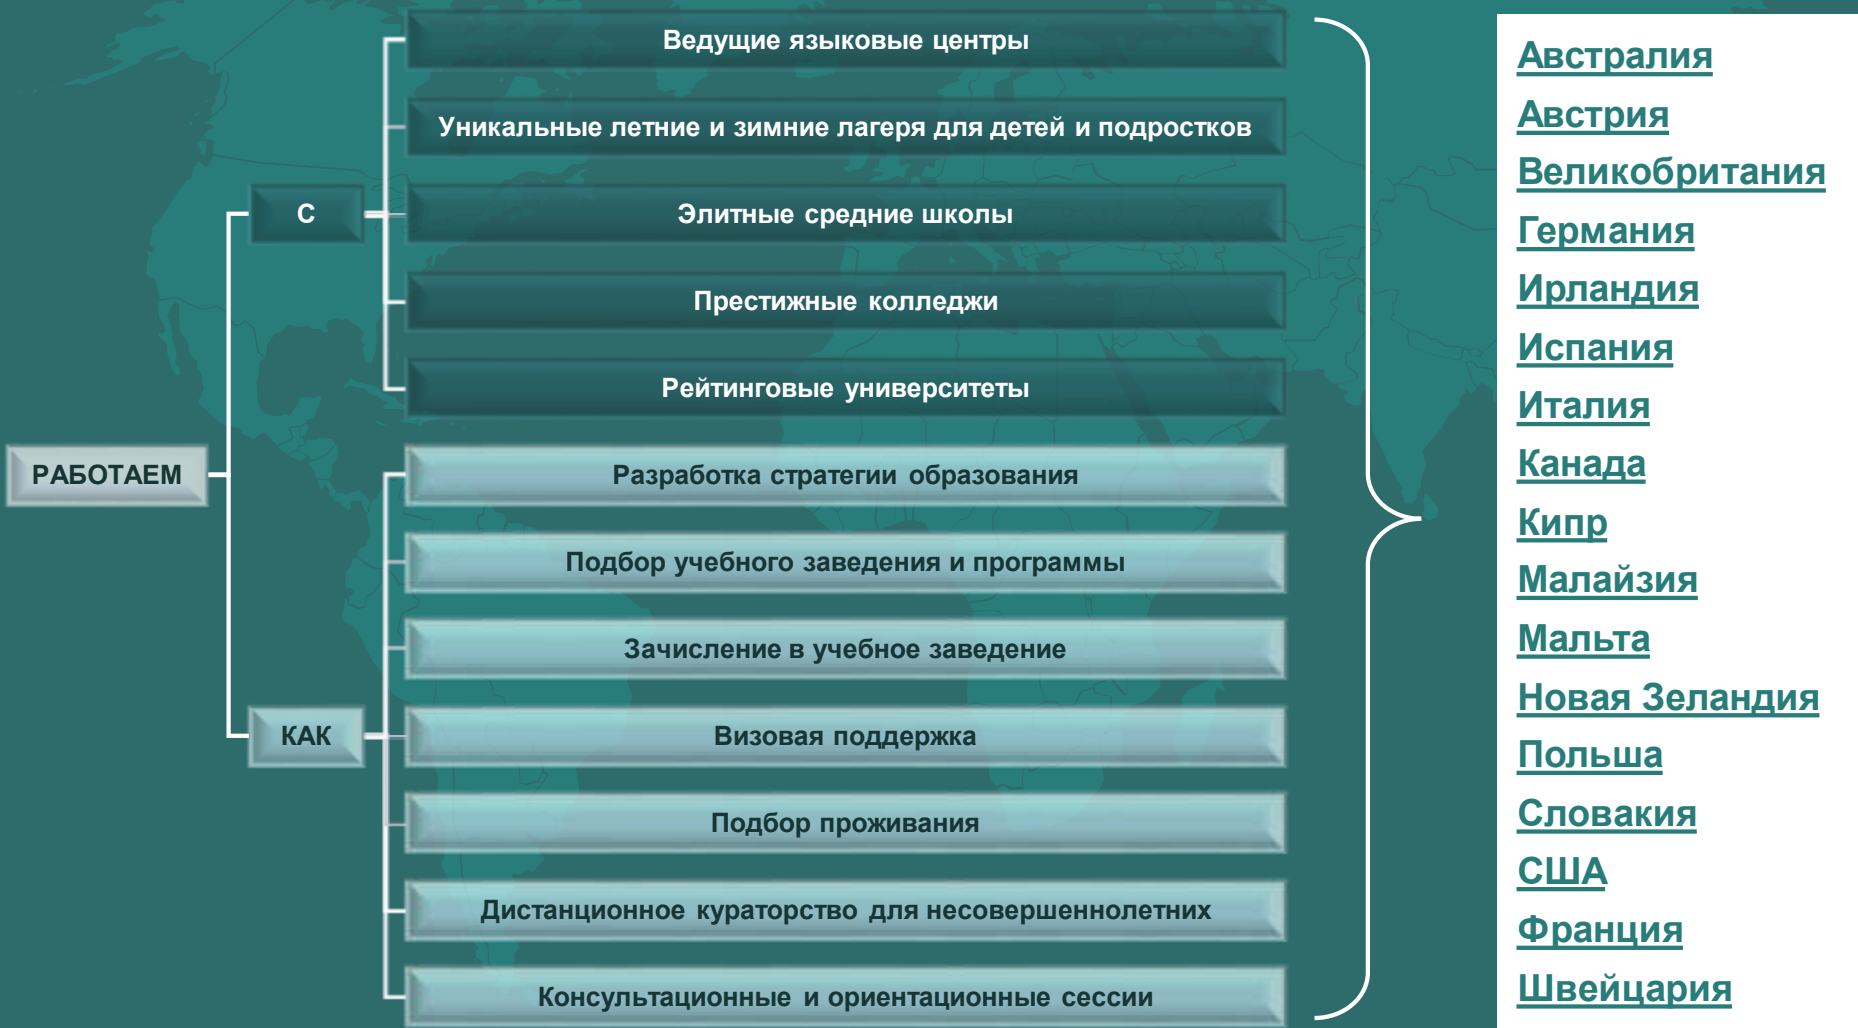 РАБОТАЕМ
С
Ведущие языковые центры
Уникальные летние и зимние лагеря для детей и подростков
Элитные средние школы
Престижные колледжи
Рейтинговые университеты
КАК
Разработка стратегии образования
Подбор учебного заведения и программы
Зачисление в учебное заведение
Визовая поддержка
Подбор проживания
Дистанционное кураторство для несовершеннолетних
Консультационные и ориентационные сессии
Австралия
Австрия
Великобритания
Германия
Ирландия
Испания
Италия
Канада
Кипр
Малайзия
Мальта
Новая Зеландия
Польша
Словакия
США
Франция
Швейцария